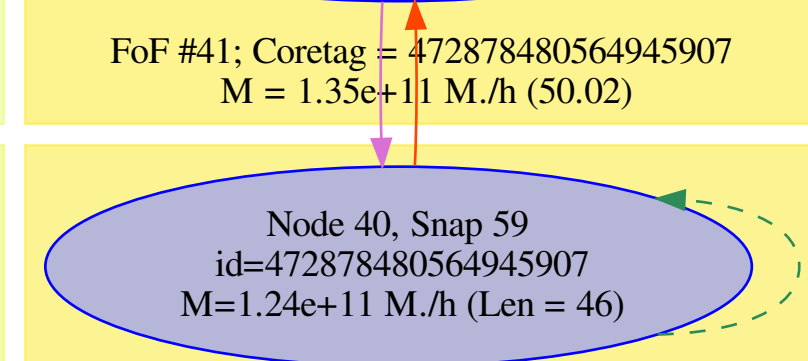 FoF #41; Coretag = 472878480564945907
M = 1.35e+11 M./h (50.02)
Node 40, Snap 59
id=472878480564945907
M=1.24e+11 M./h (Len = 46)